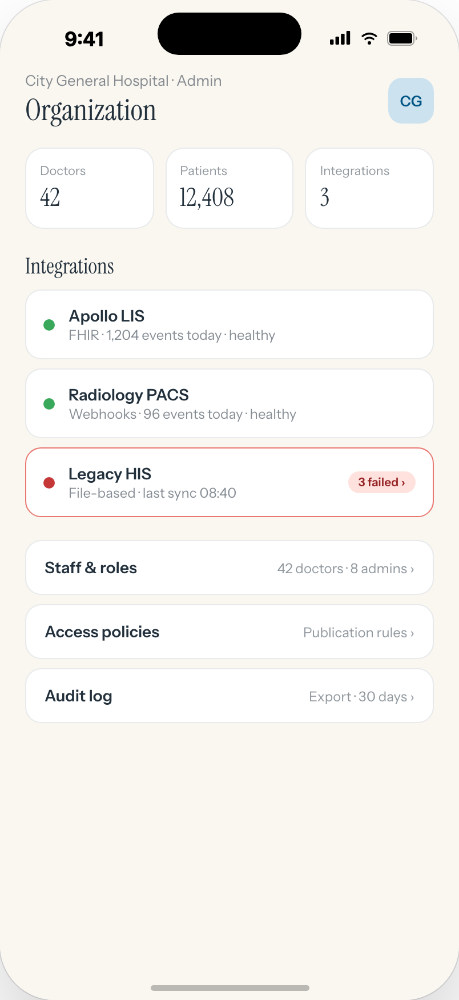 9:41
City General Hospital · Admin
Organization
CG
Doctors
42
Patients
12,408
Integrations
3
Integrations
Apollo LIS
FHIR · 1,204 events today · healthy
Radiology PACS
Webhooks · 96 events today · healthy
Legacy HIS
File-based · last sync 08:40
3 failed ›
Staff & roles
42 doctors · 8 admins ›
Access policies
Publication rules ›
Audit log
Export · 30 days ›